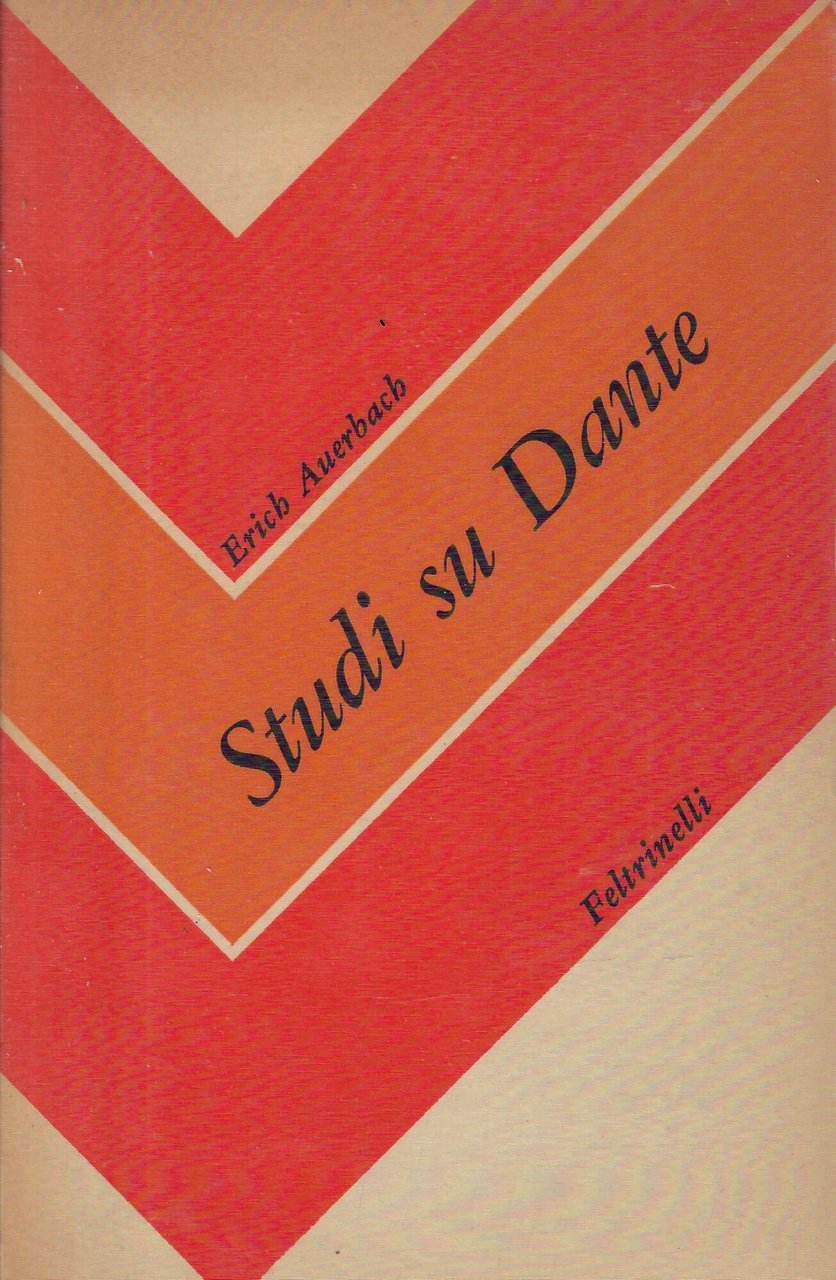 Erich Auerbach
Studi su Dante
Feltrinelli